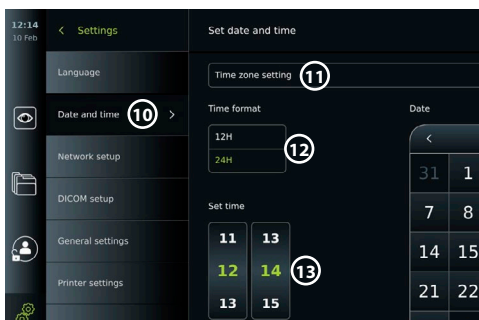 12:14
10 Feb
Settings
Language
Date and time 10
Network setup
DICOM setup
General settings
Printer settings
Set date and time
Time zone setting 11
Time format
12H
24H
12
Set time
11 13
12 14
13 15
13
Date
31 1
7 8
14 15
21 22